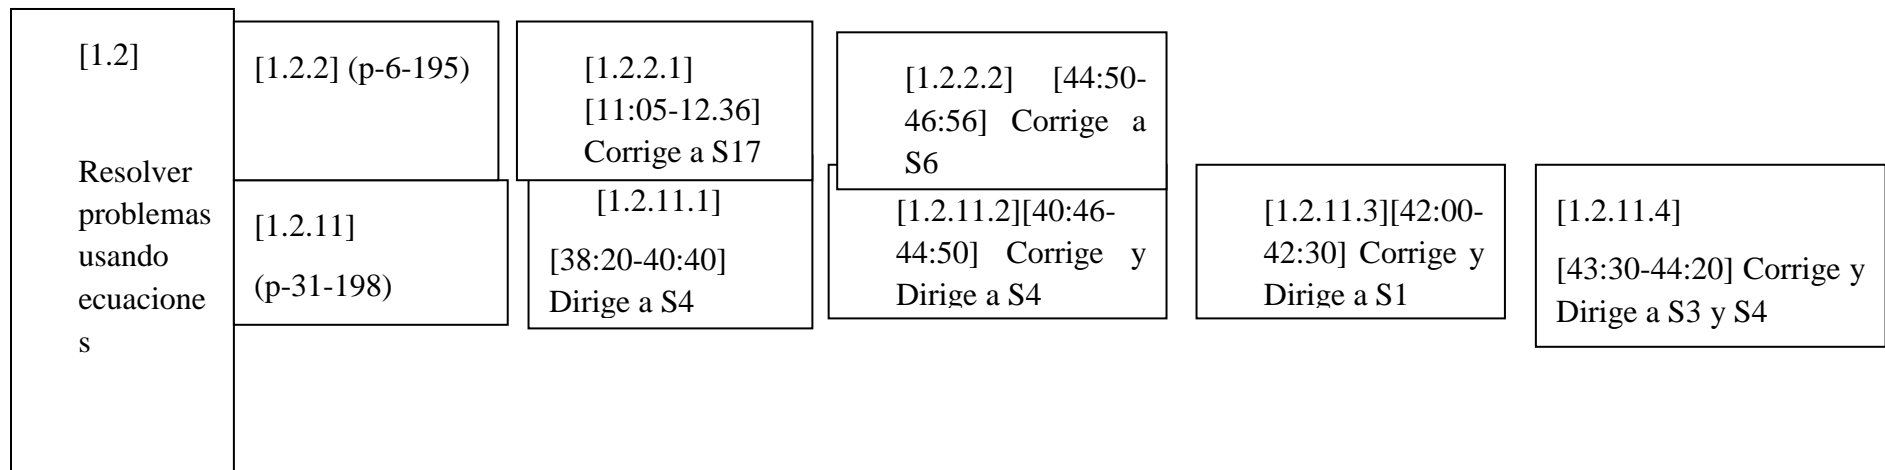 [1.2]
Resolver
problemas
usando
ecuacione
s
[1.2.2] (p-6-195)
[1.2.2.1]
[11:05-12.36]
Corrige a S17
[1.2.2.2] [44:50-
46:56] Corrige a
S6
[1.2.11]
(p-31-198)
[1.2.11.1]
[38:20-40:40]
Dirige a S4
[1.2.11.2][40:46-
44:50] Corrige y
Dirige a S4
[1.2.11.3][42:00-
42:30] Corrige y
Dirige a S1
[1.2.11.4]
[43:30-44:20] Corrige y
Dirige a S3 y S4